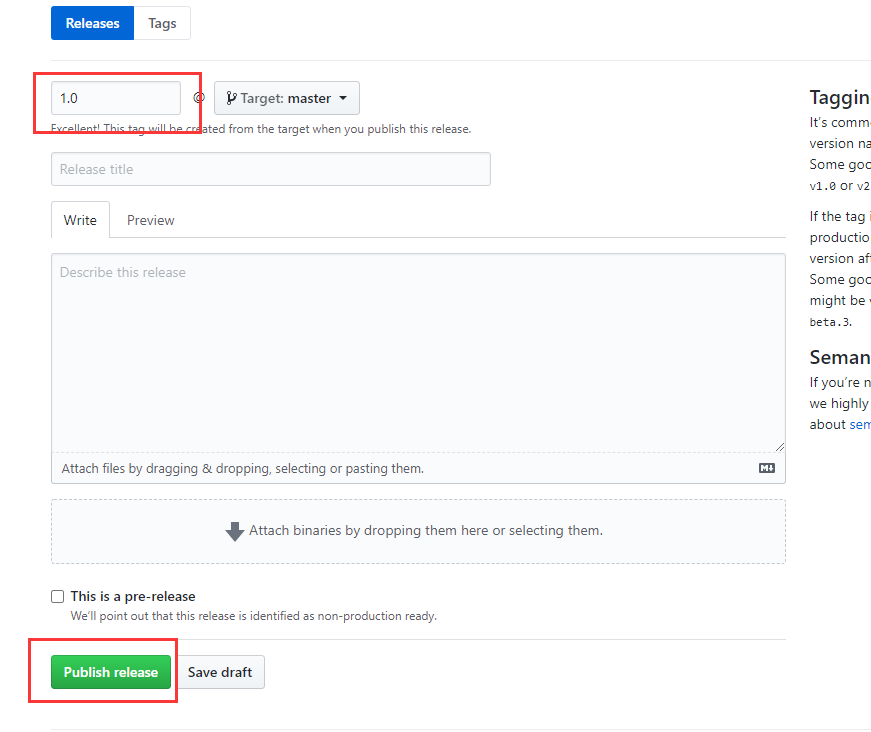 Releases Tags
1.0 @ Target: master
Excellent! This tag will be created from the target when you publish this release.
Release title
Write Preview
Describe this release
Attach files by dragging & dropping, selecting or pasting them.
Attach binaries by dropping them here or selecting them.
This is a pre-release
We'll point out that this release is identified as non-production ready.
Publish release Save draft
Taggin
It's comm
version na
Some goo
v1.0 or v2
If the tag i
productio
version aft
Some goo
might be v
beta.3.
Seman
If you're n
we highly
about sem